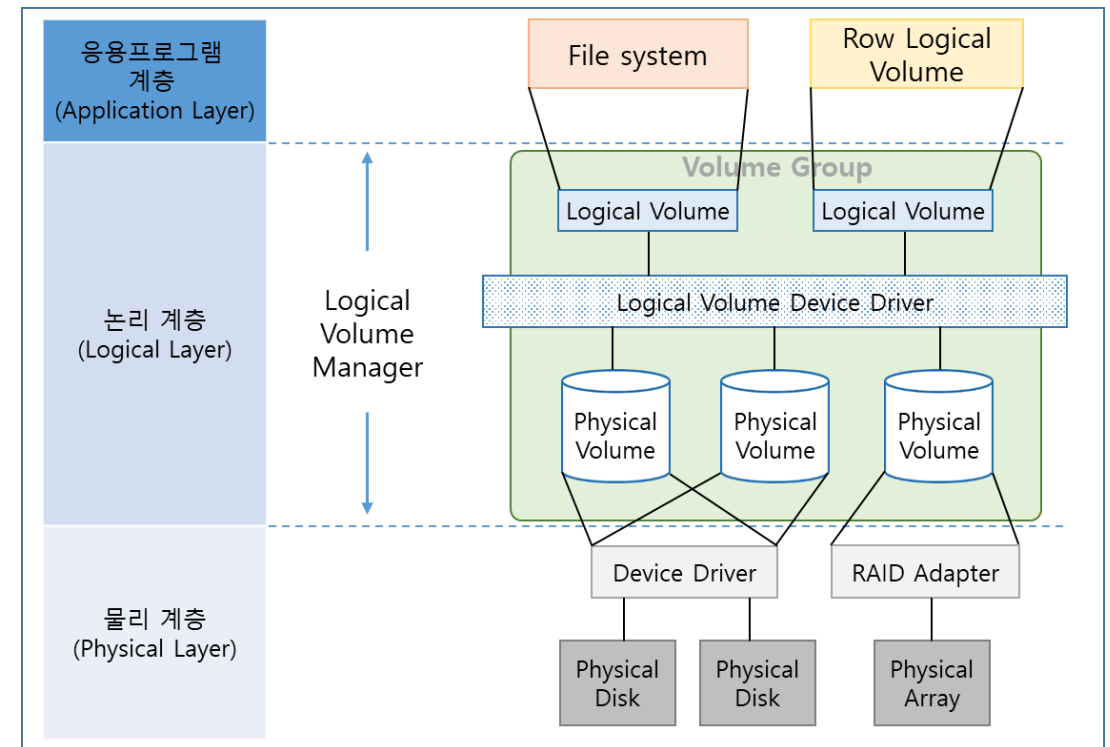 응용프로그램
계층
(Application Layer)
File system
Row Logical
Volume
논리 계층
(Logical Layer)
Logical
Volume
Manager
Volume Group
Logical Volume
Logical Volume
Logical Volume Device Driver
Physical
Volume
Physical
Volume
Physical
Volume
물리 계층
(Physical Layer)
Device Driver
RAID Adapter
Physical
Disk
Physical
Disk
Physical
Array